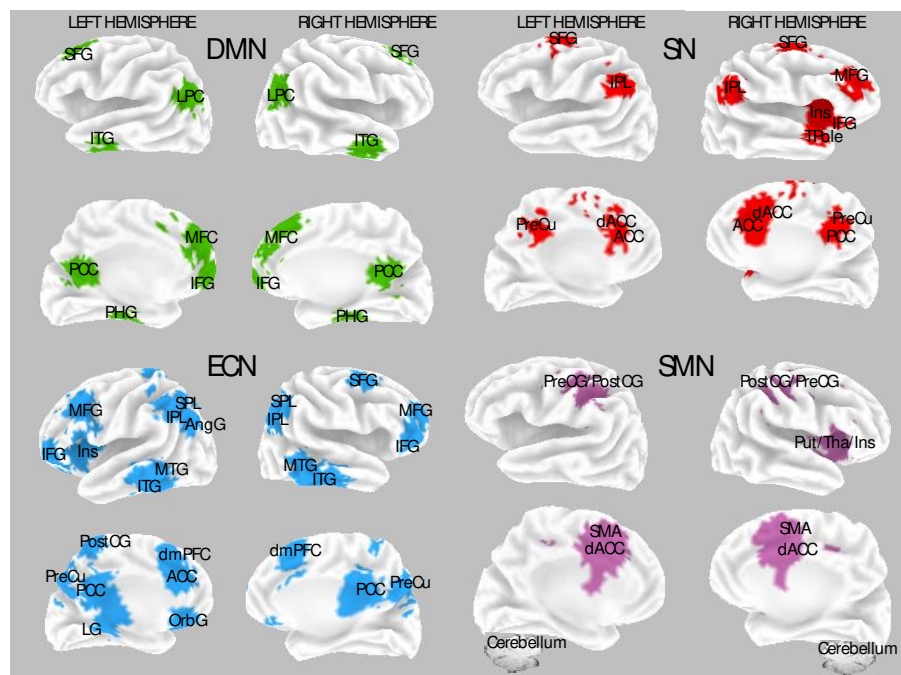 LEFT HEMISPHERE RIGHT HEMISPHERE LEFT HEMISPHERE RIGHT HEMISPHERE
DMN
SN
SFG
LPC
ITG
SFG
LPC
ITG
MFC
POC
IFG
PHG
MFC
POC
IFG
PHG
SFG
IPL
SFG
MFG
IPL
Ins
IFG
TPole
PreCu
dACC
ACC
dACC
ACC
PreCu
POC
ECN
SMN
MFG
SPL
IPL
AngG
IFG
Ins
MTG
ITG
SFG
SPL
IPL
MFG
IFG
MTG
ITG
PostCG
dmPFC
PreCu
POC
ACC
OrbG
LG
dmPFC
POC
PreCu
PreCG/PostCG
PostCG/PreCG
Put/Tha/Ins
SMA
dACC
SMA
dACC
Cerebellum
Cerebellum